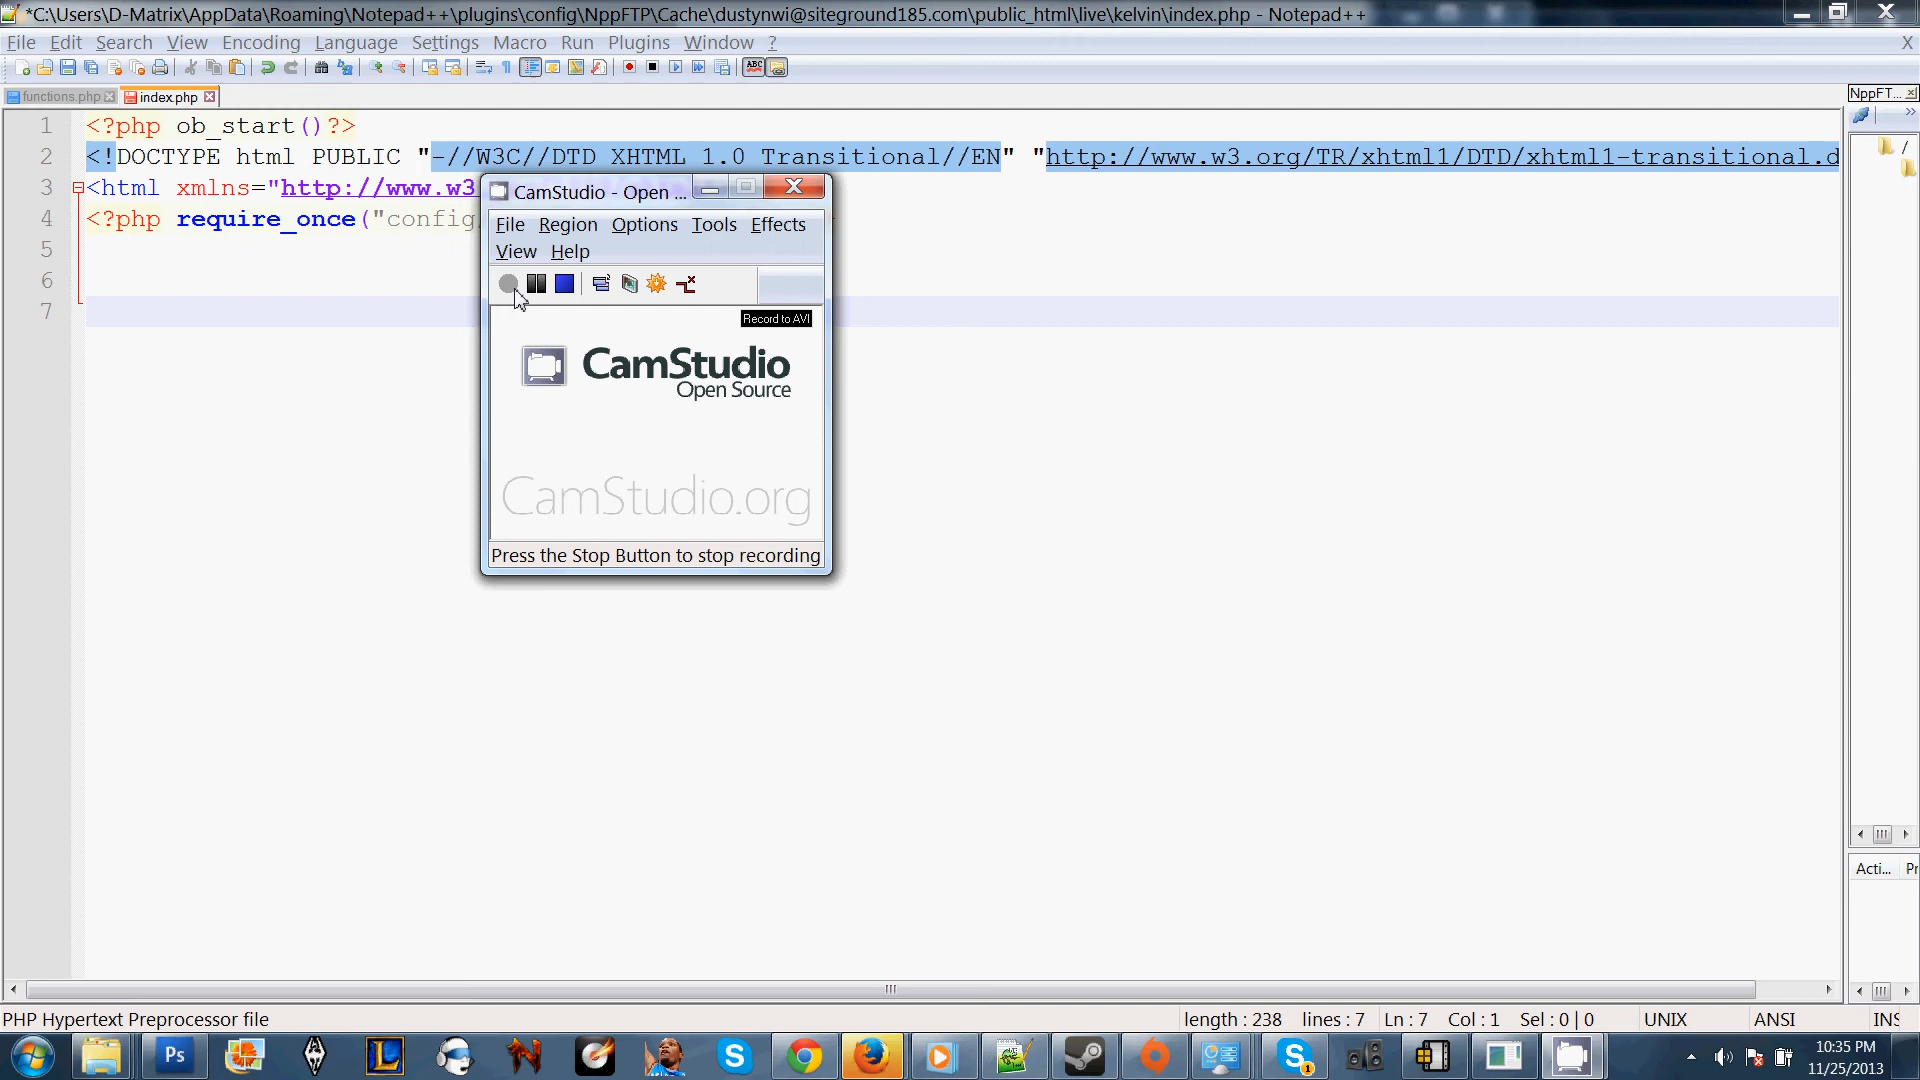 *C:\Users\D-Matrix\AppData\Roaming\Notepad++\plugins\config\NppFTP\Cache\dustynwi@siteground185.com\public_html\live\kelvin\index.php - Notepad++
File Edit Search View Encoding Language Settings Macro Run Plugins Window ? X
ABC
functions.php index.php
NppFT...
1 <?php ob_start()?>
2 <!DOCTYPE html PUBLIC "-//W3C//DTD XHTML 1.0 Transitional//EN" "http://www.w3.org/TR/xhtml1/DTD/xhtml1-transitional.d
/
3 <html xmlns="http://www.w3
4 <?php require_once("config
5
6
7
CamStudio - Open ...
File Region Options Tools Effects
View Help
Record to AVI
CamStudio
Open Source
CamStudio.org
Press the Stop Button to stop recording
Acti... Pr
PHP Hypertext Preprocessor file length : 238 lines : 7 Ln : 7 Col : 1 Sel : 0 | 0 UNIX ANSI INS
Ps
1
10:35 PM
11/25/2013